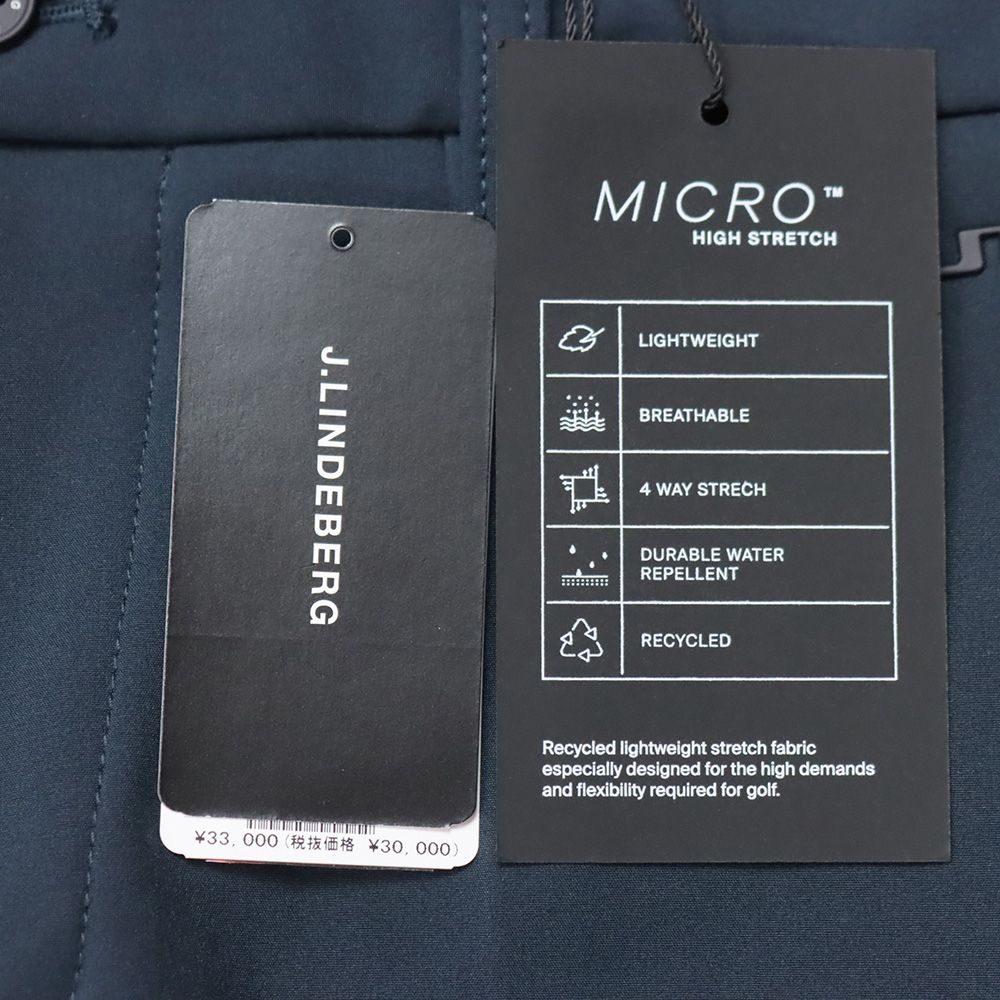 J.LINDEBERG
¥33,000(税抜価格 ¥30,000)
MICRO™
HIGH STRETCH
LIGHTWEIGHT
BREATHABLE
4 WAY STRECH
DURABLE WATER
REPELLENT
RECYCLED
Recycled lightweight stretch fabric
especially designed for the high demands
and flexibility required for golf.